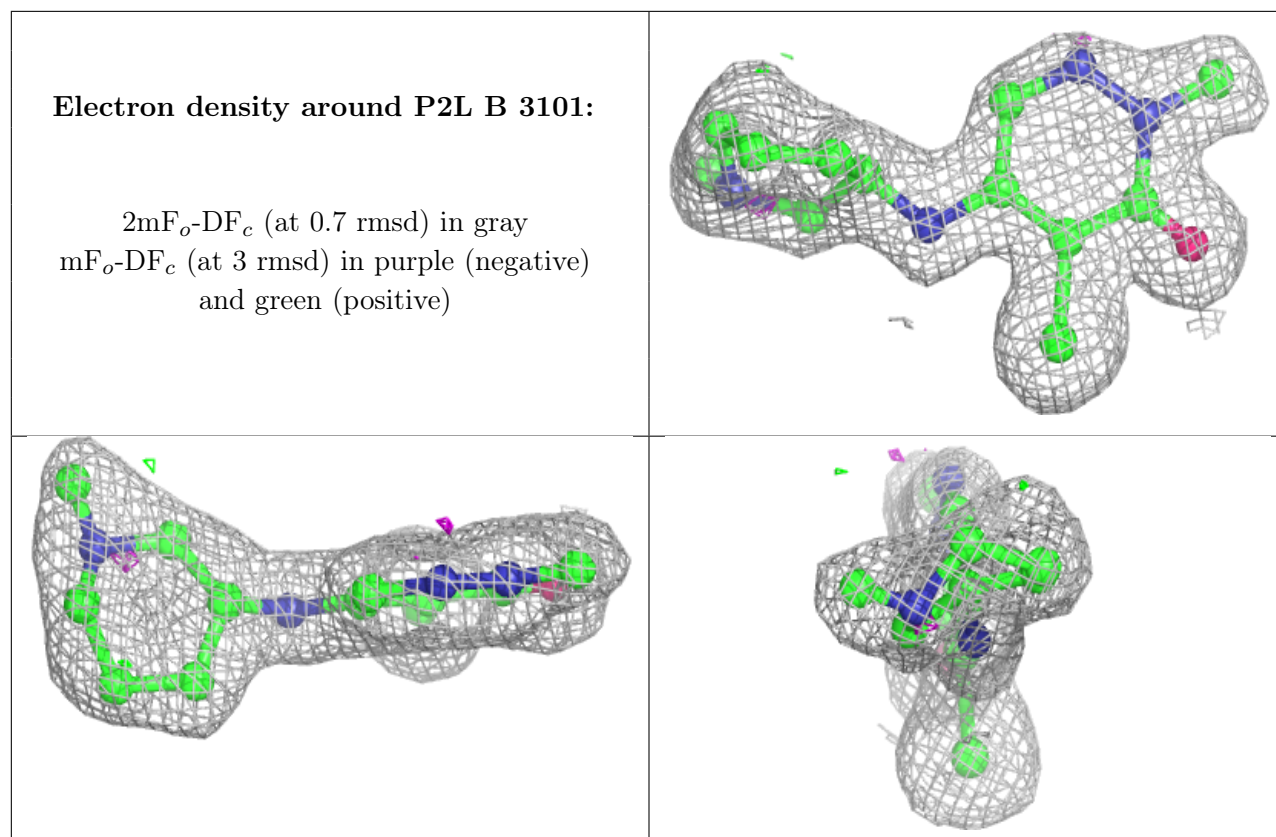 Electron density around P2L B 3101:
2mFₒ-DF𝒸 (at 0.7 rmsd) in gray
mFₒ-DF𝒸 (at 3 rmsd) in purple (negative)
and green (positive)